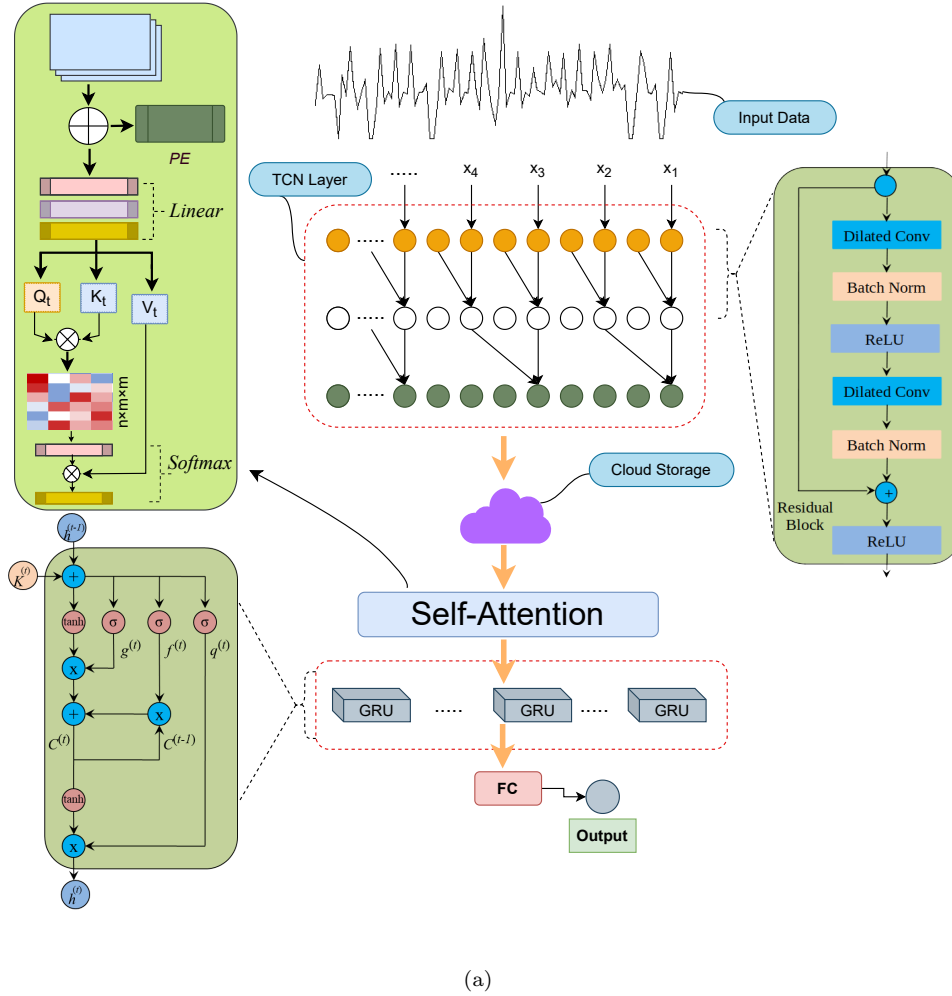 Input Data
PE
TCN Layer
..... x4 x3 x2 x1
Linear
Dilated Conv
Batch Norm
ReLU
Dilated Conv
Batch Norm
+
Residual
Block
ReLU
Qt Kt Vt
n×m×m
Softmax
Cloud Storage
h(t-1)
K(t)
+
tanh σ σ σ
g(t) f(t) q(t)
x
+ x
C(t) C(t-1)
tanh
x
h(t)
Self-Attention
GRU ..... GRU ..... GRU
FC
Output
(a)